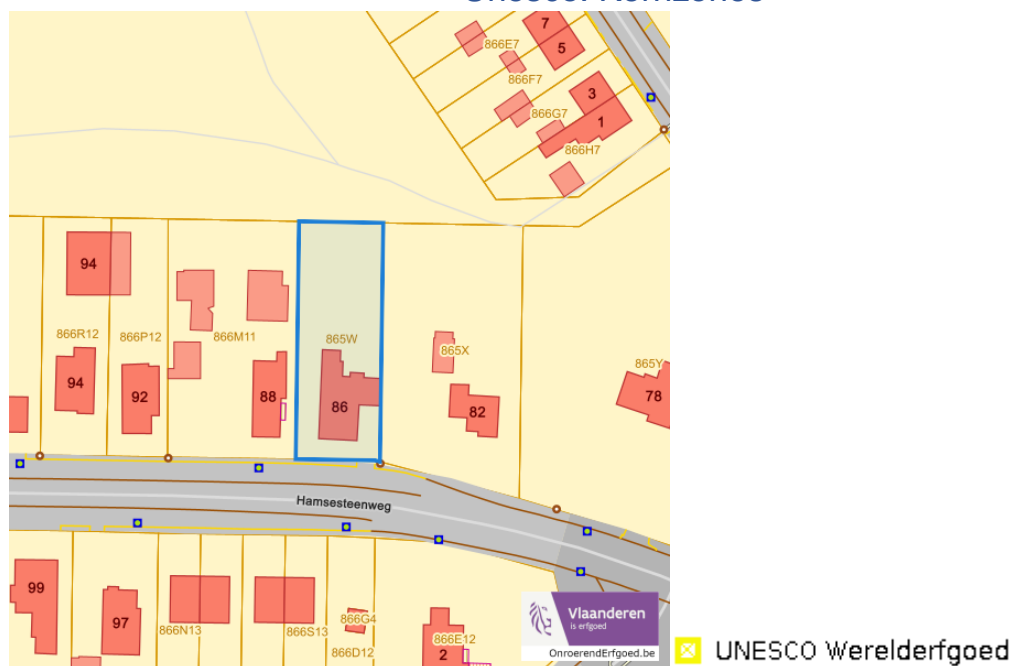 7
866E7
5
866F7
3
866G7
1
866H7
94
866R12
866P12
866M11
865W
865X
865Y
94
92
88
86
82
78
Hamsesteenweg
99
97
866N13
866S13
866G4
866D12
866E12
2
Vlaanderen
is erfgoed
OnroerendErfgoed.be
UNESCO Werelderfgoed